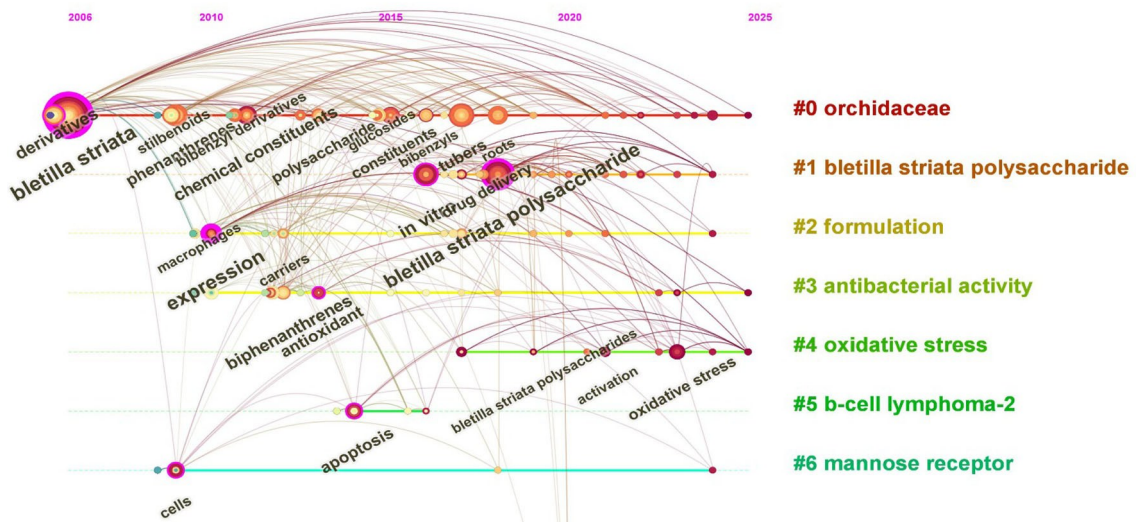 2006 2010 2015 2020 2025
derivatives
bletilla striata
stilbenoids
phenanthrenes
bibenzyl derivatives
chemical constituents
polysaccharide
glucosides
constituents
bibenzyls
tubers
roots
#0 orchidaceae
in vitro
drug delivery
bletilla striata polysaccharide
#1 bletilla striata polysaccharide
macrophages
expression
carriers
#2 formulation
biphenanthrenes
antioxidant
#3 antibacterial activity
bletilla striata polysaccharides
activation
oxidative stress
#4 oxidative stress
apoptosis
#5 b-cell lymphoma-2
cells
#6 mannose receptor